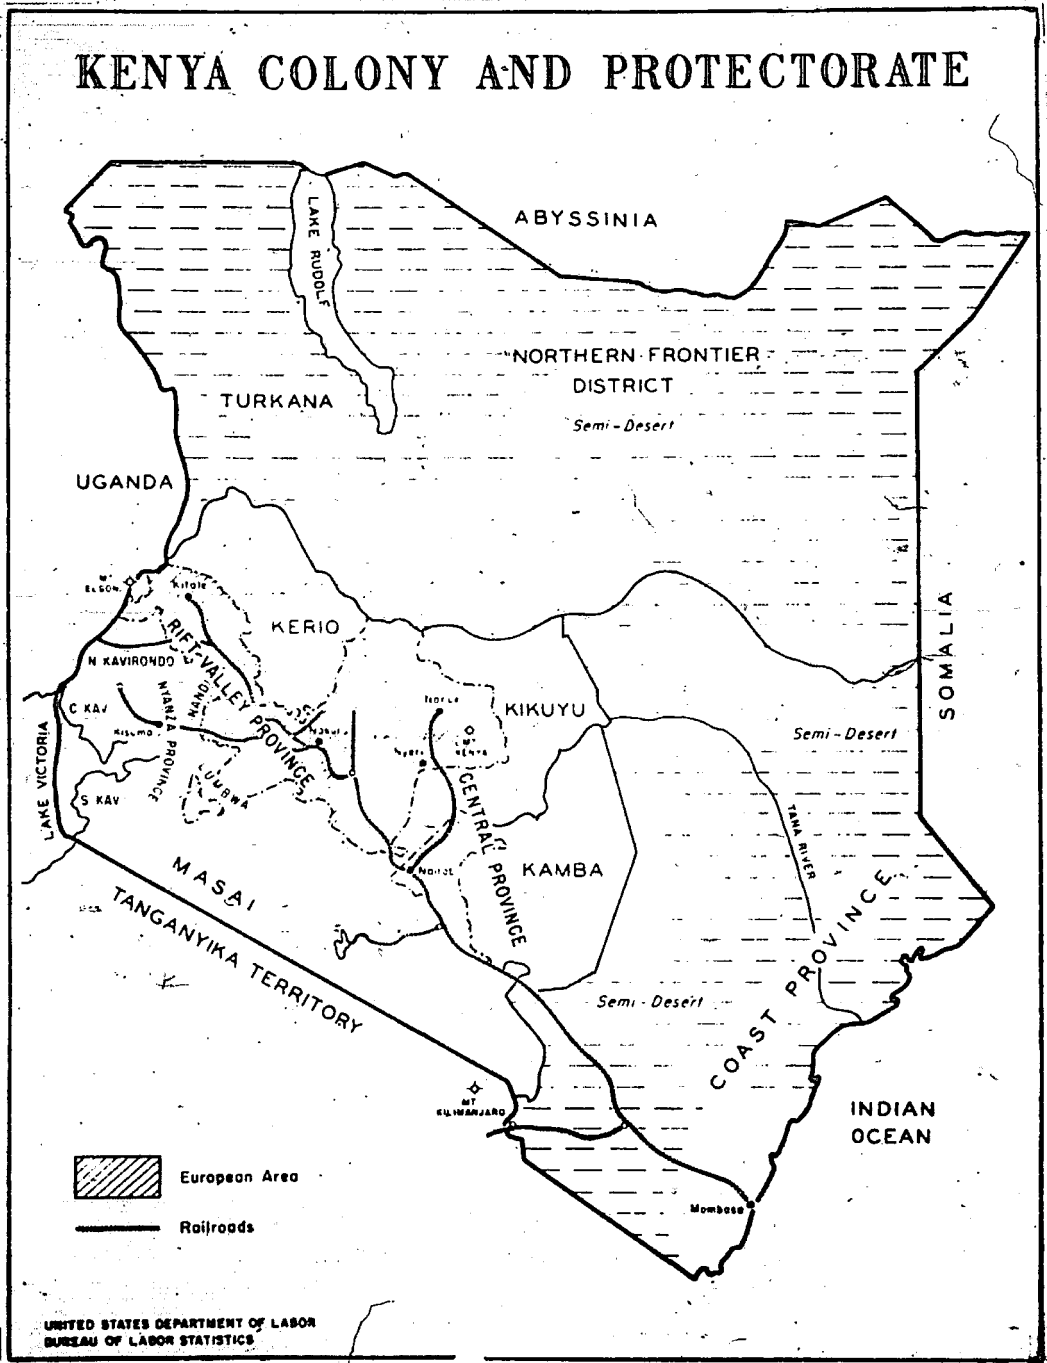 KENYA COLONY AND PROTECTORATE
ABYSSINIA
LAKE RUDOLF
NORTHERN FRONTIER
DISTRICT
Semi-Desert
TURKANA
UGANDA
MT
ELGON
Kitale
KERIO
SOMALIA
RIFT-VALLEY PROVINCE
N KAVIRONDO
NANDI
NYANZA PROVINCE
C KAV
Kisumu
LAKE VICTORIA
S KAV
LUMBWA
Nakuru
Nyeri
MT
KENYA
KIKUYU
Semi-Desert
CENTRAL PROVINCE
TANA RIVER
KAMBA
MASAI
TANGANYIKA TERRITORY
COAST PROVINCE
Semi-Desert
MT
KILIMANJARO
INDIAN
OCEAN
Mombasa
European Area
Railroads
UNITED STATES DEPARTMENT OF LABOR
BUREAU OF LABOR STATISTICS